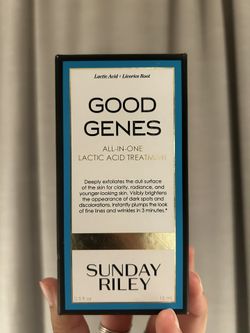 Lactic Acid + Licorice Root
GOOD
GENES
ALL-IN-ONE
LACTIC ACID TREATMENT
Deeply exfoliates the dull surface
of the skin for clarity, radiance, and
younger-looking skin. Visibly brightens
the appearance of dark spots and
discolorations. Instantly plumps the look
of fine lines and wrinkles in 3 minutes.*
SUNDAY
RILEY
15 ml